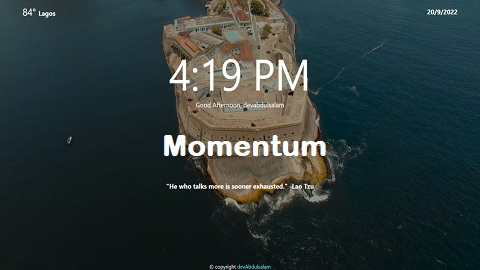 84° Lagos
20/9/2022
4:19 PM
Good Afternoon, devabdulsalam
Momentum
"He who talks more is sooner exhausted." -Lao Tzu
© copyright devAbdulsalam